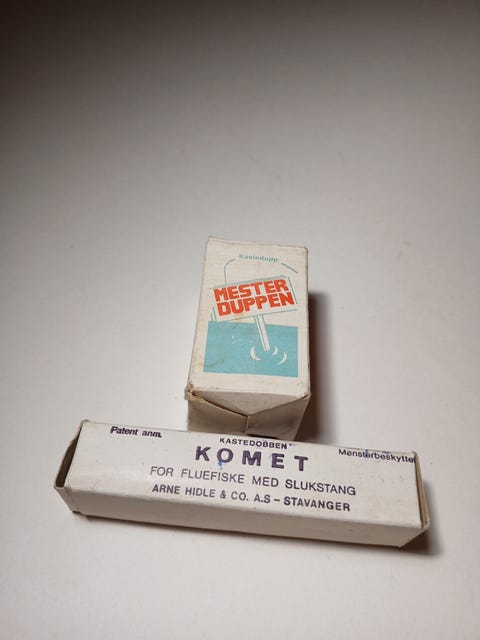 Kastedupp
MESTER
DUPPEN
Patent anm.
KASTEDOBBEN
Mønsterbeskytte
KOMET
FOR FLUEFISKE MED SLUKSTANG
ARNE HIDLE & CO. A.S - STAVANGER